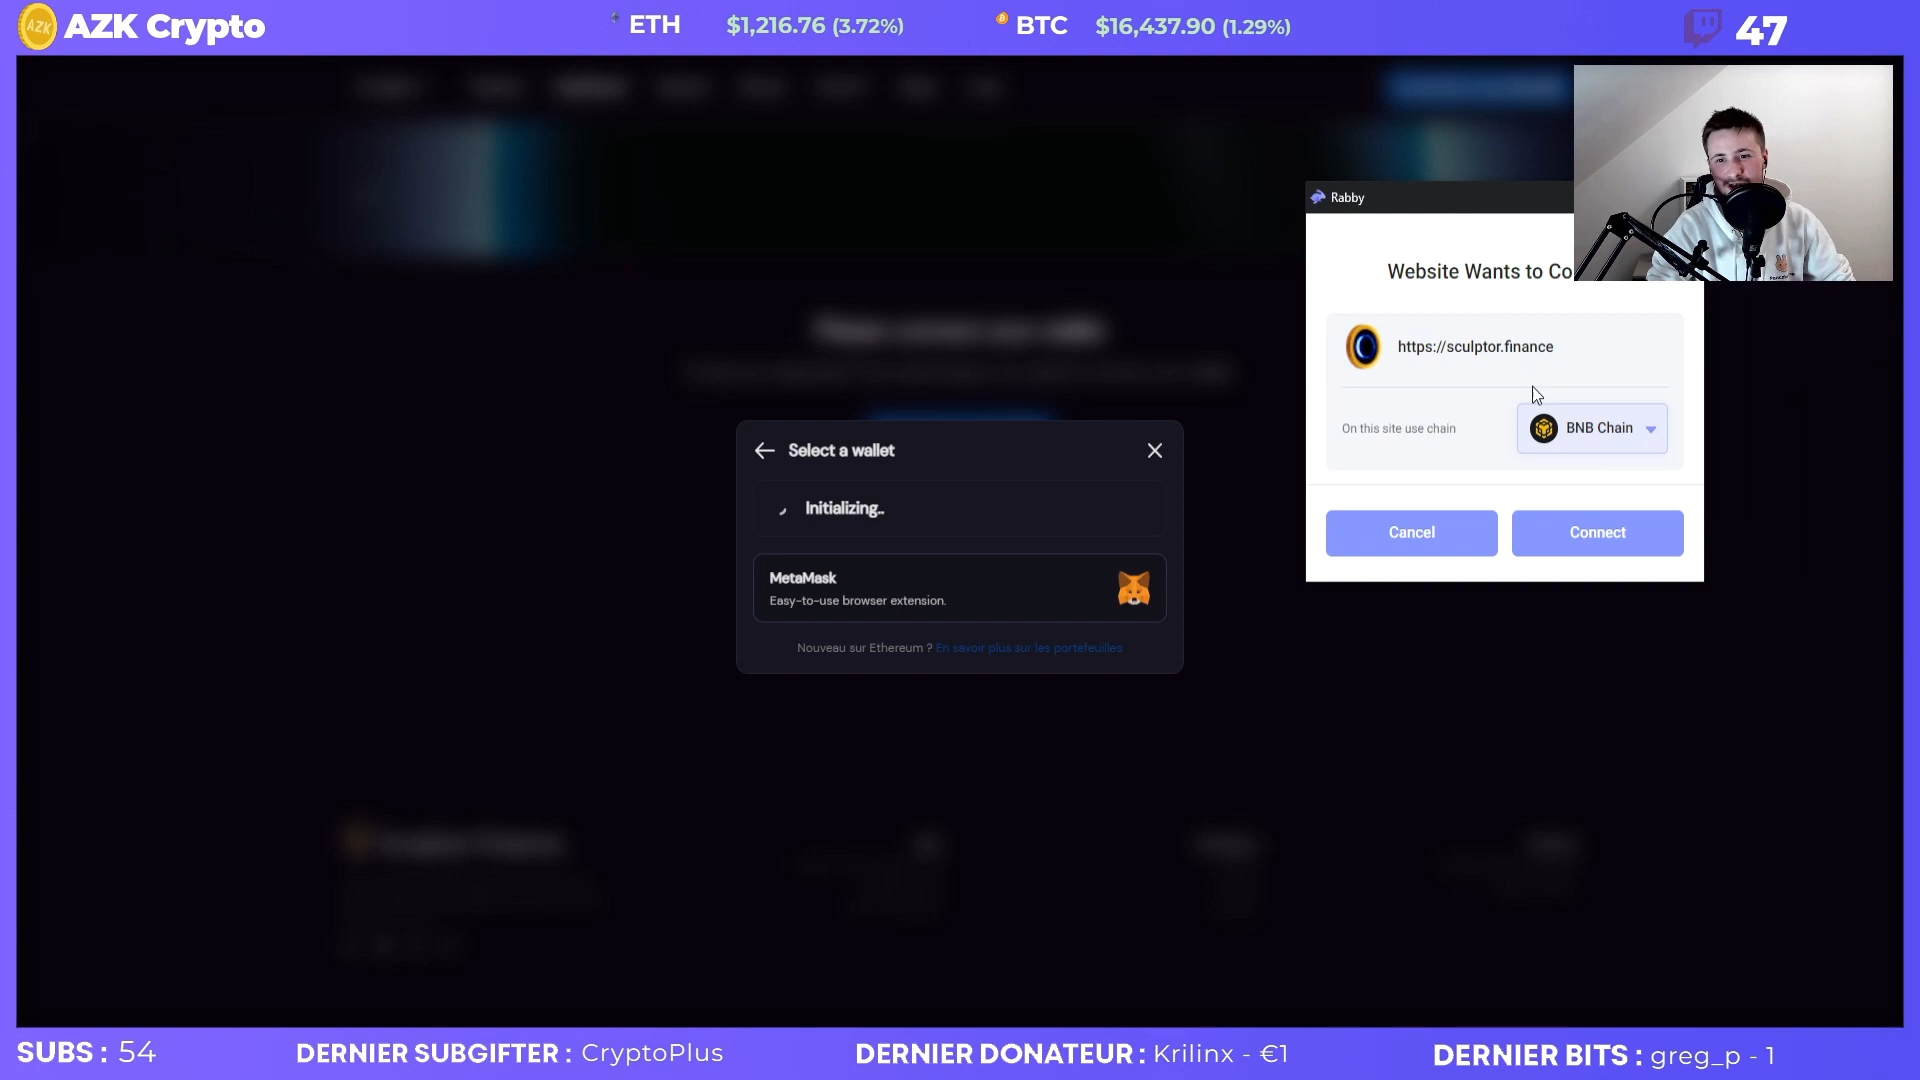 AZK
AZK Crypto
ETH $1,216.76 (3.72%)
BTC $16,437.90 (1.29%)
47
Rabby
Website Wants to Co
https://sculptor.finance
On this site use chain
BNB Chain
Cancel
Connect
Select a wallet
Initializing..
MetaMask
Easy-to-use browser extension.
Nouveau sur Ethereum ? En savoir plus sur les portefeuilles
SUBS : 54
DERNIER SUBGIFTER : CryptoPlus
DERNIER DONATEUR : Krilinx - €1
DERNIER BITS : greg_p - 1